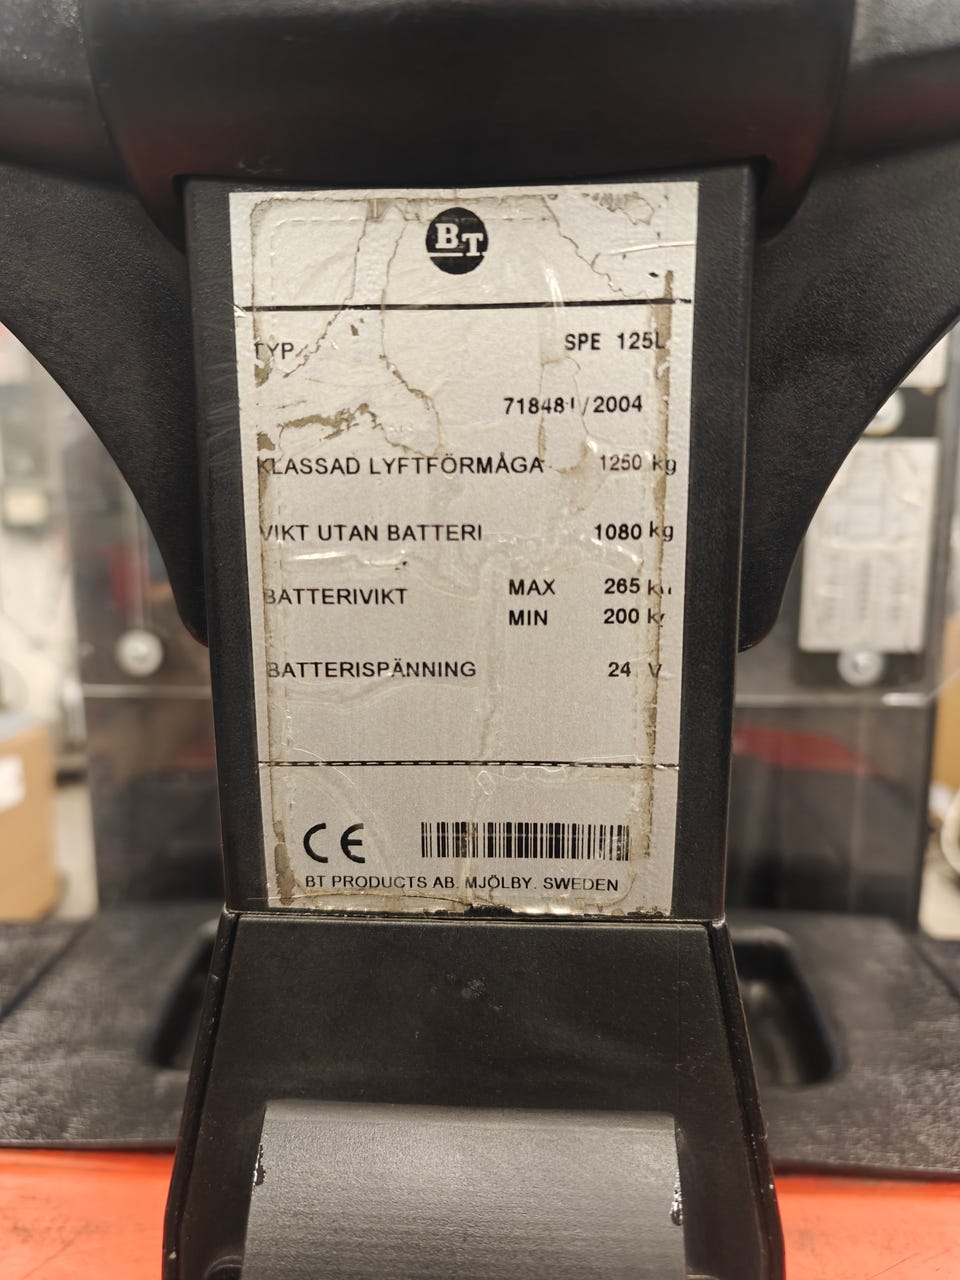 BT
TYP SPE 125L
/2004
KLASSAD LYFTFÖRMÅGA 1250 kg
VIKT UTAN BATTERI 1080 kg
BATTERIVIKT MAX 265
MIN 200
BATTERISPÄNNING 24 V
CE
BT PRODUCTS AB. MJÖLBY. SWEDEN